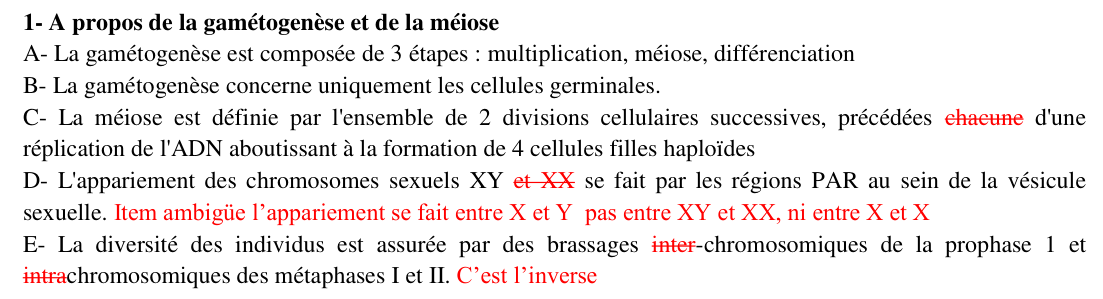 1- A propos de la gamétogenèse et de la méiose
A- La gamétogenèse est composée de 3 étapes : multiplication, méiose, différenciation
B- La gamétogenèse concerne uniquement les cellules germinales.
C- La méiose est définie par l'ensemble de 2 divisions cellulaires successives, précédées chacune d'une
réplication de l'ADN aboutissant à la formation de 4 cellules filles haploïdes
D- L'appariement des chromosomes sexuels XY et XX se fait par les régions PAR au sein de la vésicule
sexuelle. Item ambigüe l’appariement se fait entre X et Y pas entre XY et XX, ni entre X et X
E- La diversité des individus est assurée par des brassages inter-chromosomiques de la prophase 1 et
intrachromosomiques des métaphases I et II. C’est l’inverse